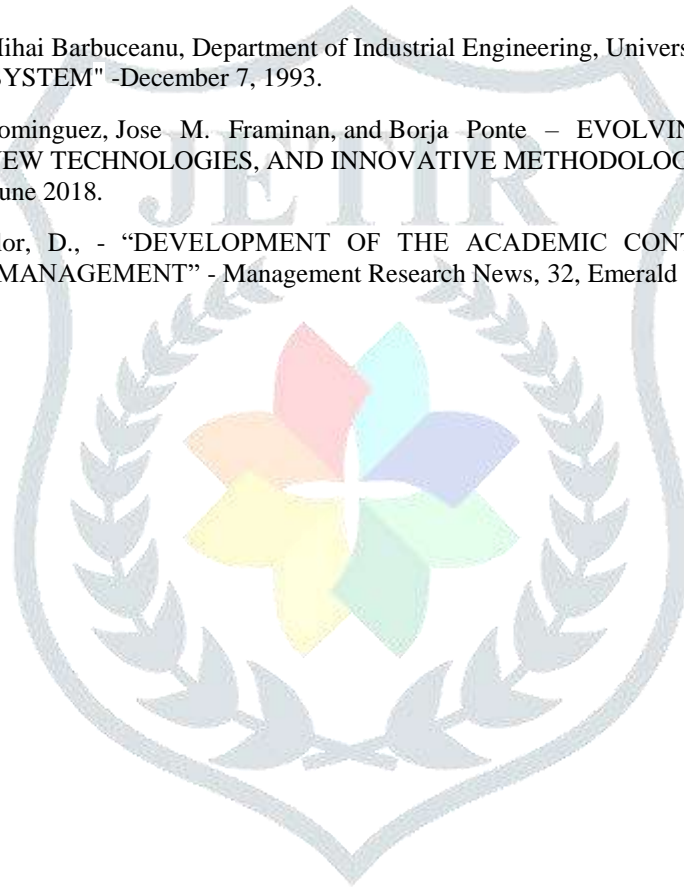 Mihai Barbuceanu, Department of Industrial Engineering, Univers
SYSTEM" -December 7, 1993.
ominguez, Jose M. Framinan, and Borja Ponte – EVOLVIN
NEW TECHNOLOGIES, AND INNOVATIVE METHODOLOG
une 2018.
JETIR
lor, D., - “DEVELOPMENT OF THE ACADEMIC CONT
MANAGEMENT” - Management Research News, 32, Emerald